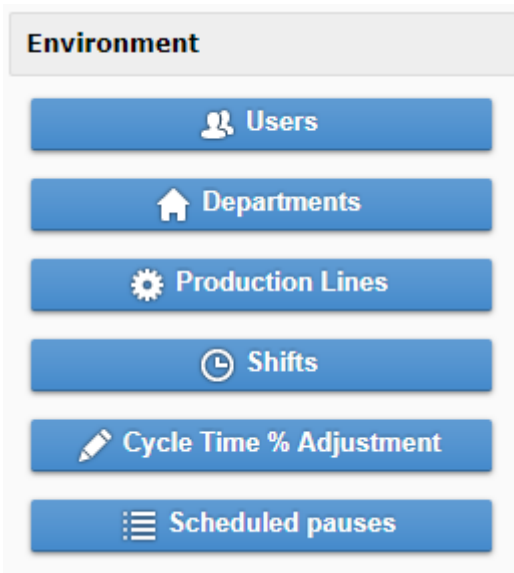 Environment
Users
Departments
Production Lines
Shifts
Cycle Time % Adjustment
Scheduled pauses